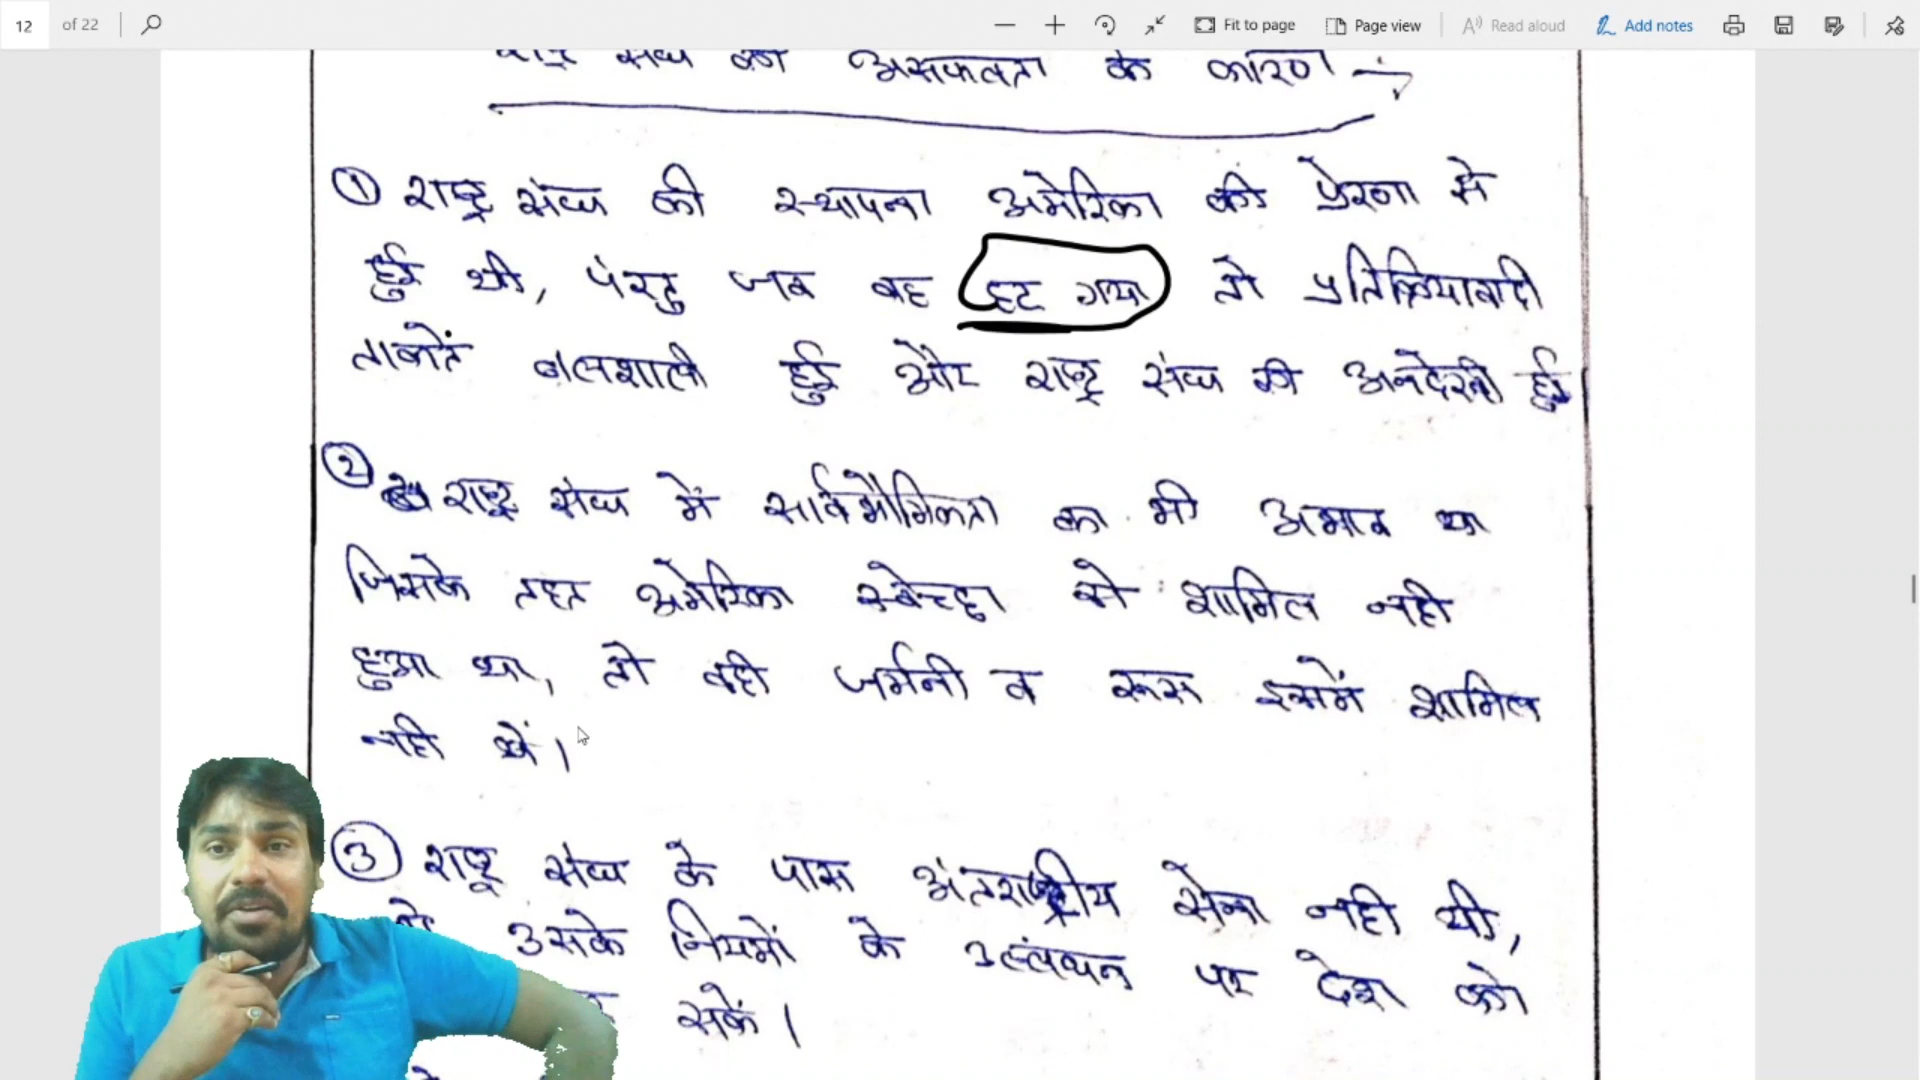 12 of 22 Fit to page Page view Read aloud Add notes
राष्ट्र संघ की असफलता के कारण →
① राष्ट्र संघ की स्थापना अमेरिका की प्रेरणा से
हुई थी, परंतु जब वह हट गया तो प्रतिक्रियावादी
ताकतें बलशाली हुई और राष्ट्र संघ की अनदेखी हुई
② राष्ट्र संघ में सार्वभौमिकता का भी अभाव था
जिसके तहत अमेरिका स्वेच्छा से शामिल नही
हुआ था, तो वही जर्मनी व रूस इसमें शामिल
नही थें।
③ राष्ट्र संघ के पास अंतराष्ट्रीय सेना नही थी,
उसके नियमों के उल्लंघन पर देश को
सकें।